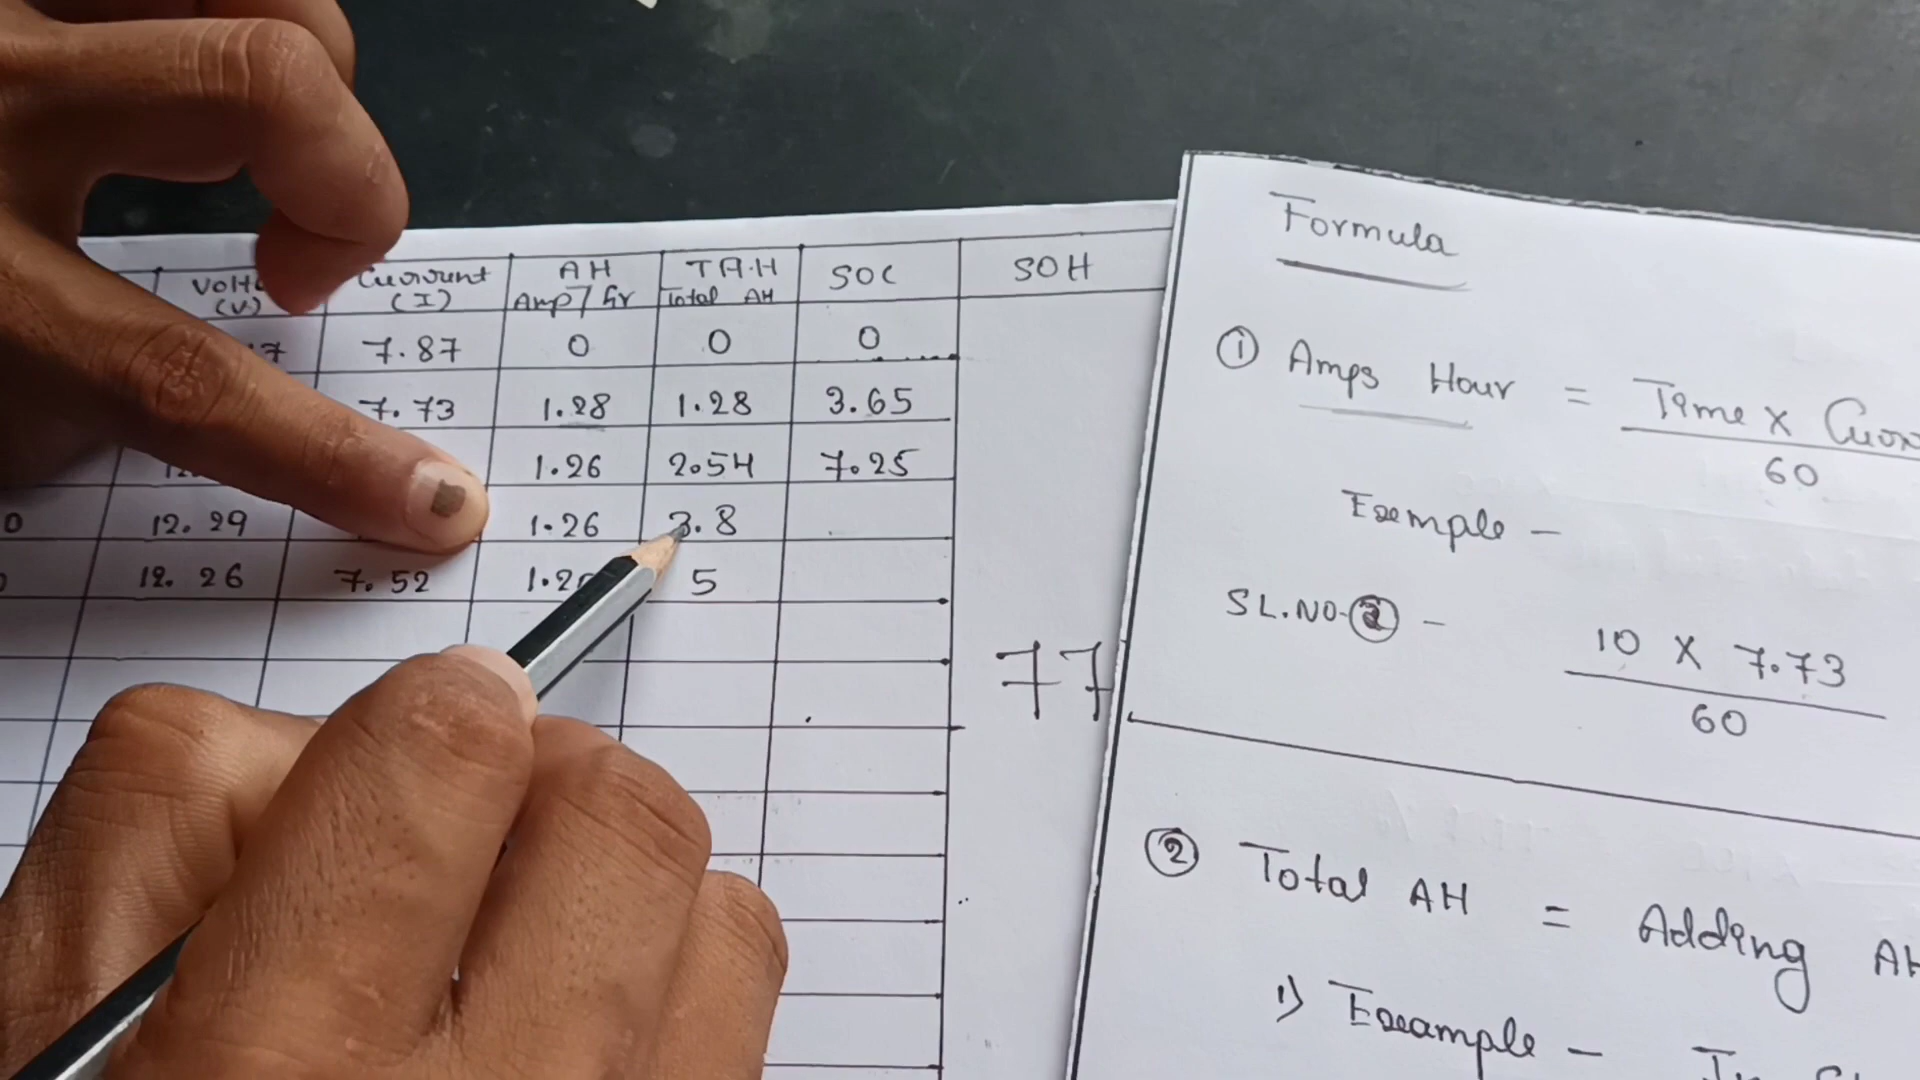 Current AH T A.H SOC SOH
(V) (I) Amp/hr Total AH
7.87 0 0 0
7.73 1.28 1.28 3.65
1.26 2.54 7.25
0 12.29 1.26 3.8
12.26 7.52 5
77
Formula
① Amps Hour = Time x
60
Exemple -
SL.NO-② - 10 X 7.73
60
② Total AH = Adding
1) Example -